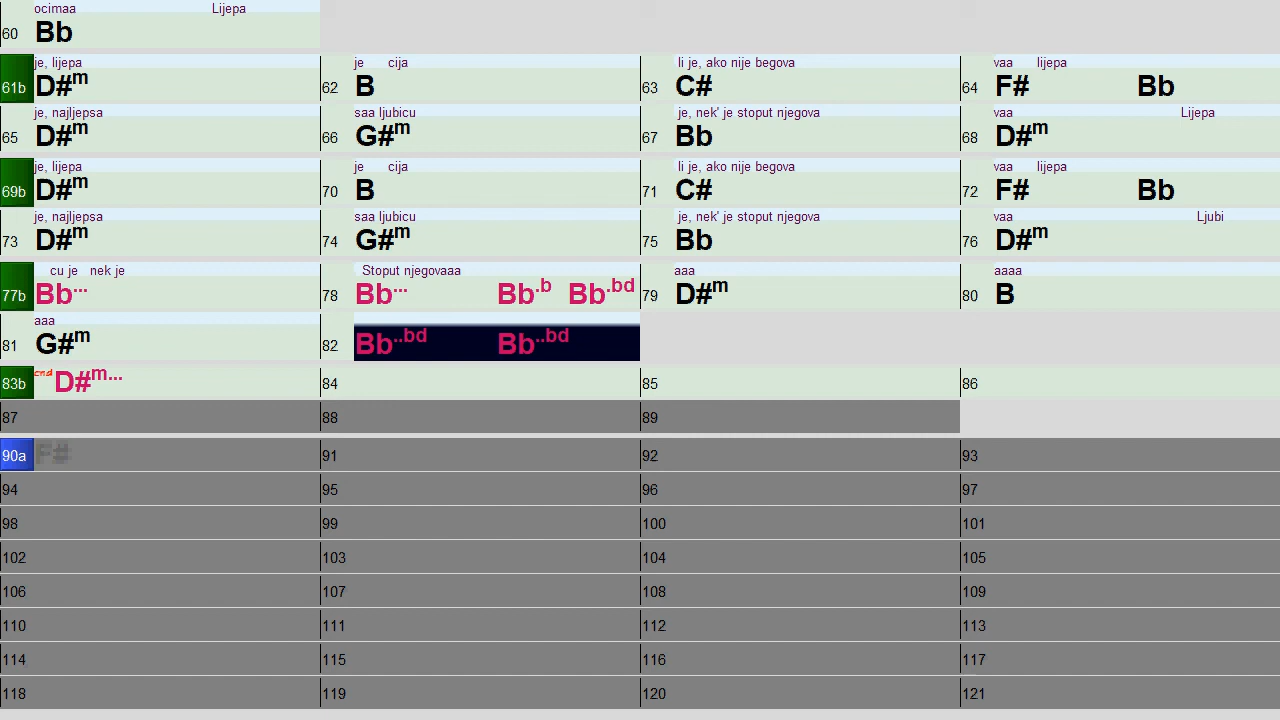 ocimaa Lijepa
60 Bb
je, lijepa je cija li je, ako nije begova vaa lijepa
61b D#m 62 B 63 C# 64 F# Bb
je, najljepsa saa ljubicu je, nek' je stoput njegova vaa Lijepa
65 D#m 66 G#m 67 Bb 68 D#m
je, lijepa je cija li je, ako nije begova vaa lijepa
69b D#m 70 B 71 C# 72 F# Bb
je, najljepsa saa ljubicu je, nek' je stoput njegova vaa Ljubi
73 D#m 74 G#m 75 Bb 76 D#m
cu je nek je Stoput njegovaaa aaa aaaa
77b Bb... 78 Bb... Bb.b Bb.bd 79 D#m 80 B
aaa
81 G#m 82 Bb..bd Bb..bd
83b end D#m... 84 85 86
87 88 89
90a F# 91 92 93
94 95 96 97
98 99 100 101
102 103 104 105
106 107 108 109
110 111 112 113
114 115 116 117
118 119 120 121